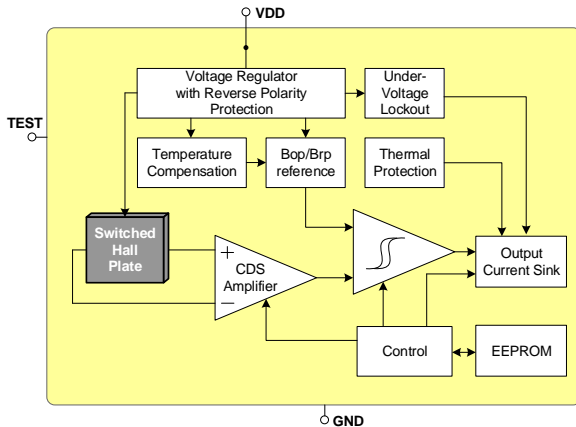 VDD
Voltage Regulator
with Reverse Polarity
Protection
Under-
Voltage
Lockout
TEST
Temperature
Compensation
Bop/Brp
reference
Thermal
Protection
Switched
Hall
Plate
+
CDS
Amplifier
−
Output
Current Sink
Control
EEPROM
GND